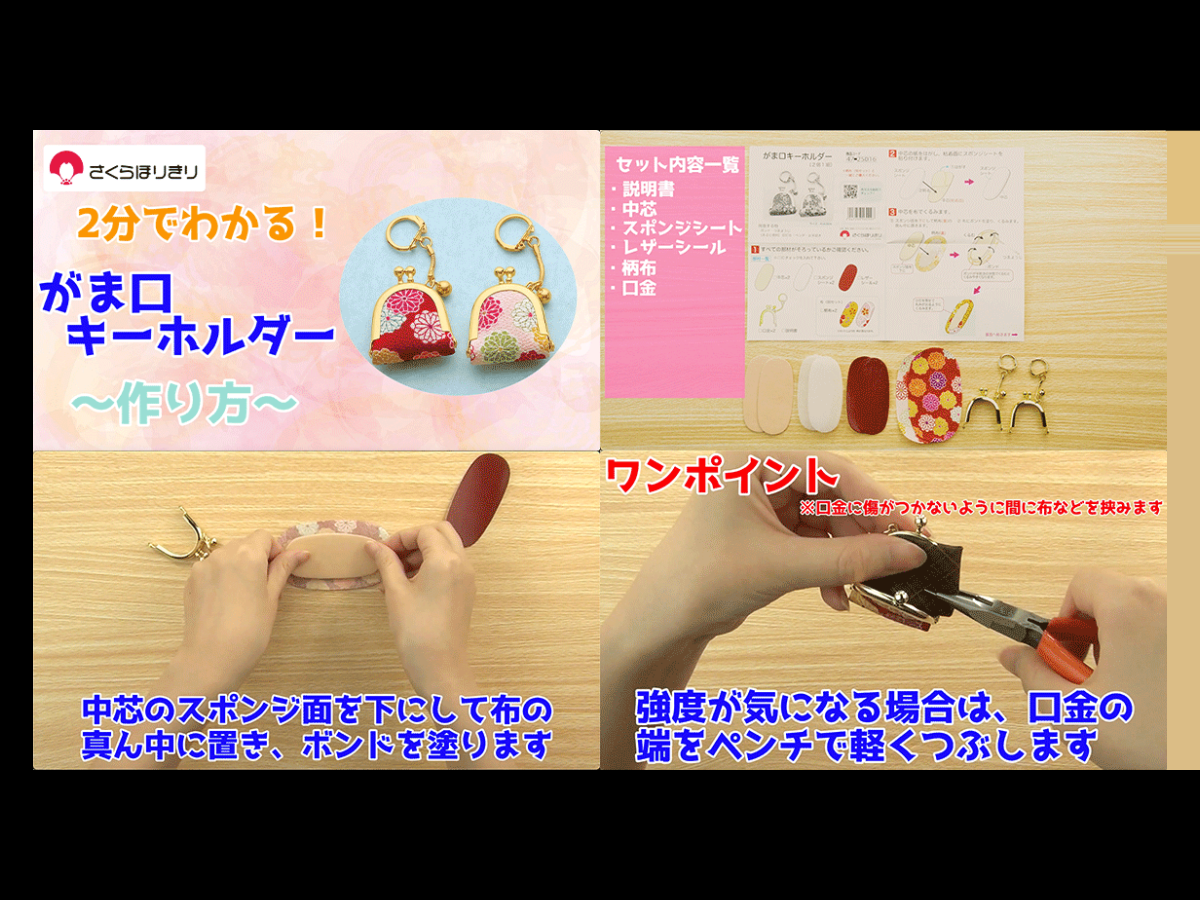 さくらほりきり
2分でわかる！
がま口
キーホルダー
～作り方～
セット内容一覧
・説明書
・中芯
・スポンジシート
・レザーシール
・柄布
・口金
がま口キーホルダー
中芯のスポンジ面を下にして布の
真ん中に置き、ボンドを塗ります
ワンポイント
※口金に傷がつかないように間に布などを挟みます
強度が気になる場合は、口金の
端をペンチで軽くつぶします